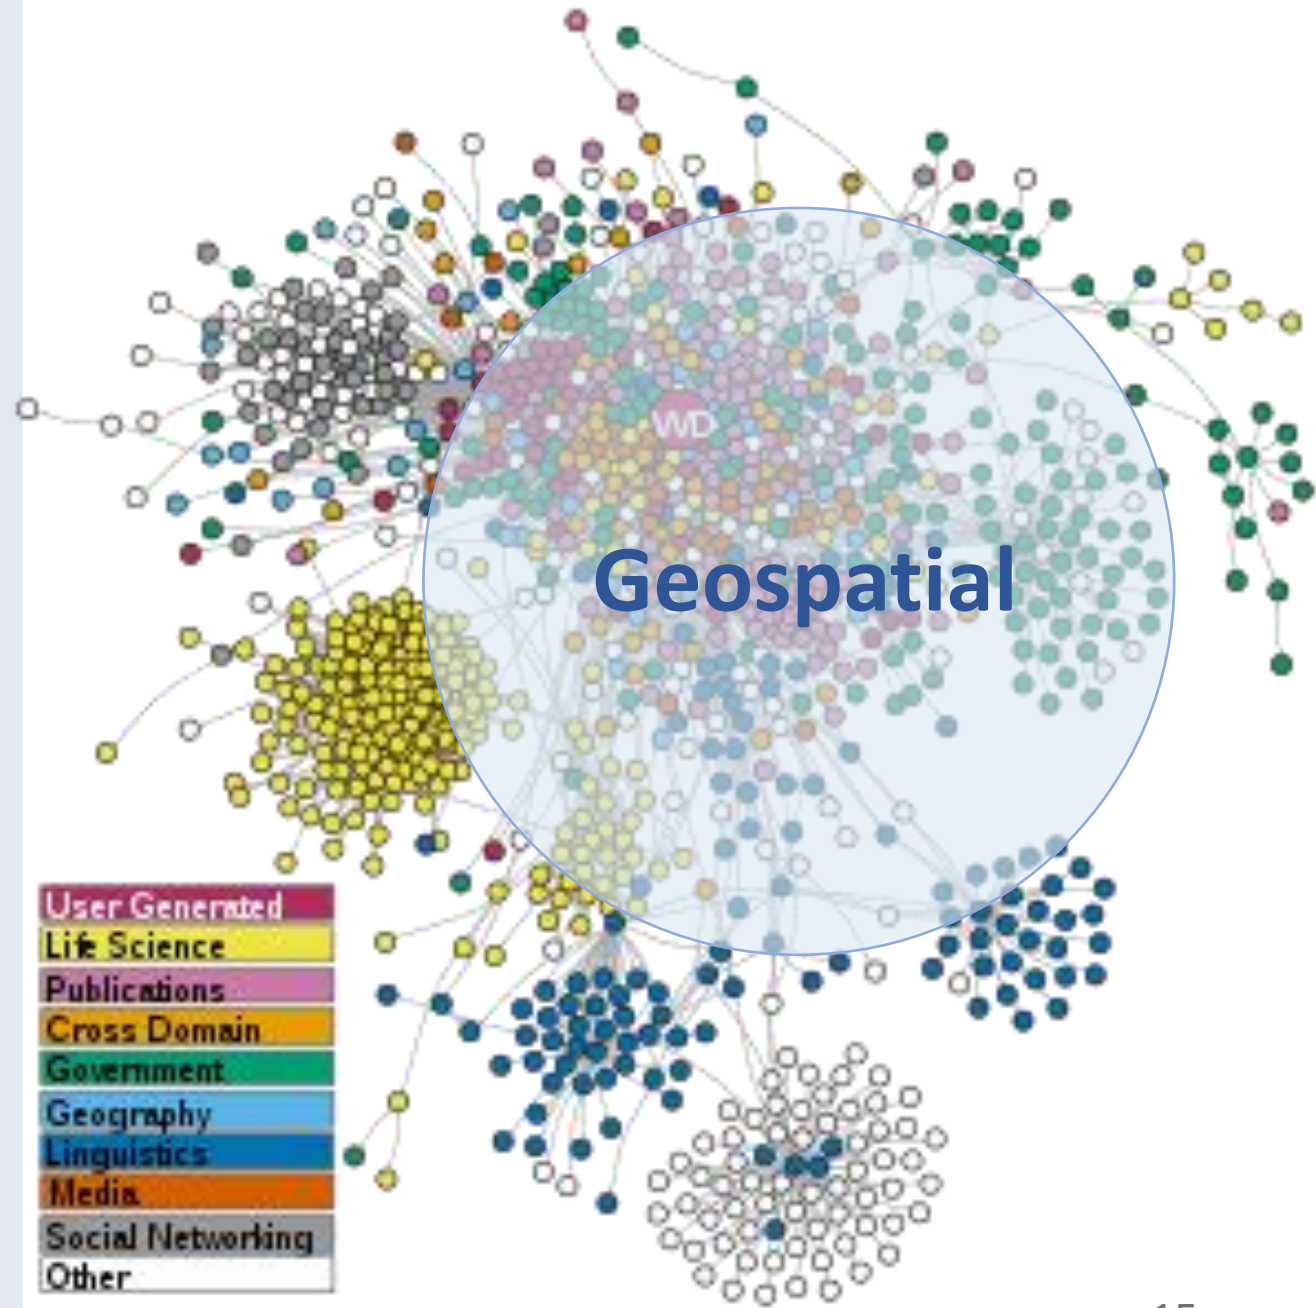 WD
Geospatial
User Generated
Life Science
Publications
Cross Domain
Government
Geography
Linguistics
Media
Social Networking
Other